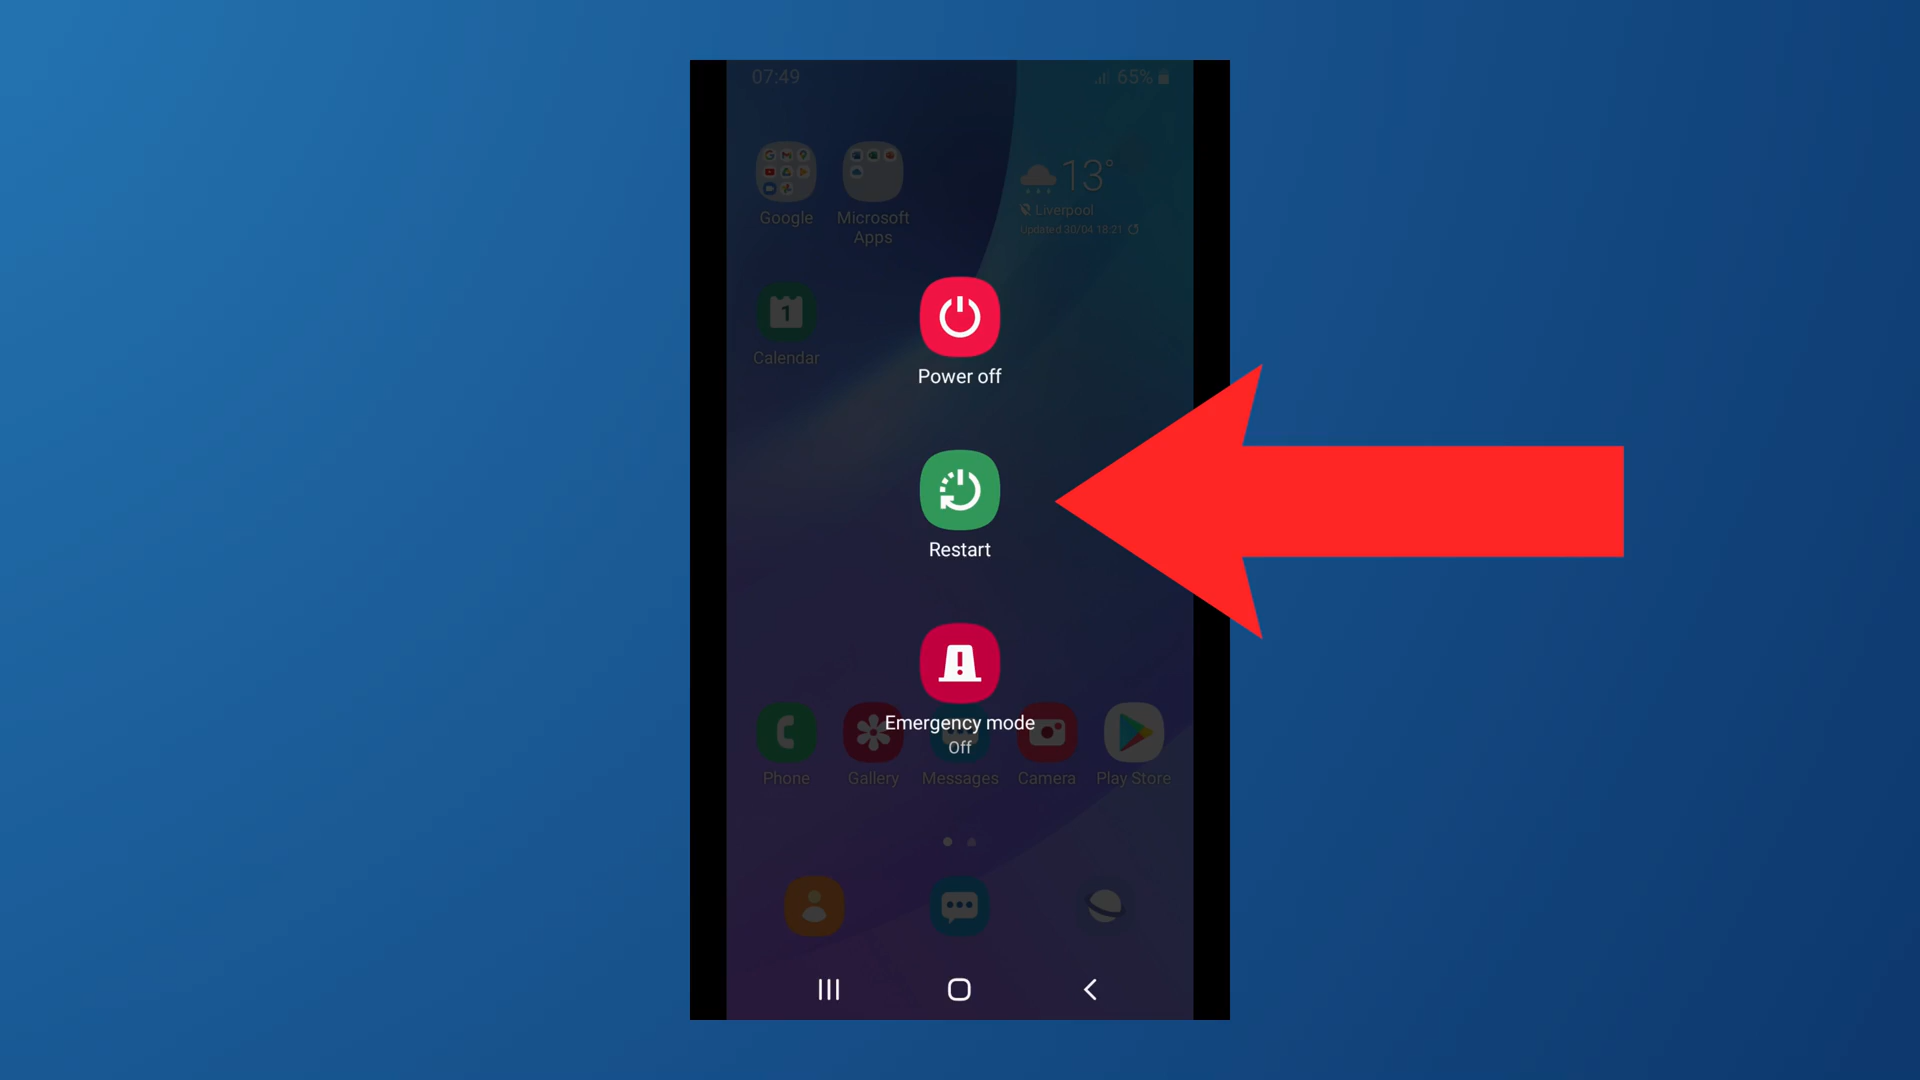 07:49
65%
13°
Liverpool
Updated 30/04 18:21
Google
Microsoft
Apps
1
Calendar
Power off
Restart
Emergency mode
Off
Phone
Gallery
Messages
Camera
Play Store